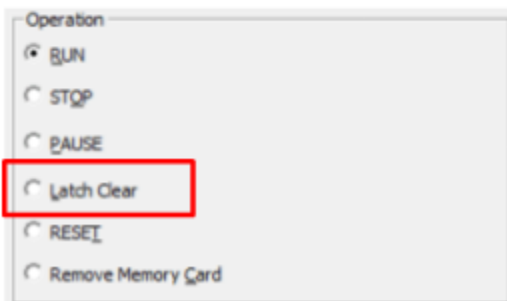 Operation
RUN
STOP
PAUSE
Latch Clear
RESET
Remove Memory Card